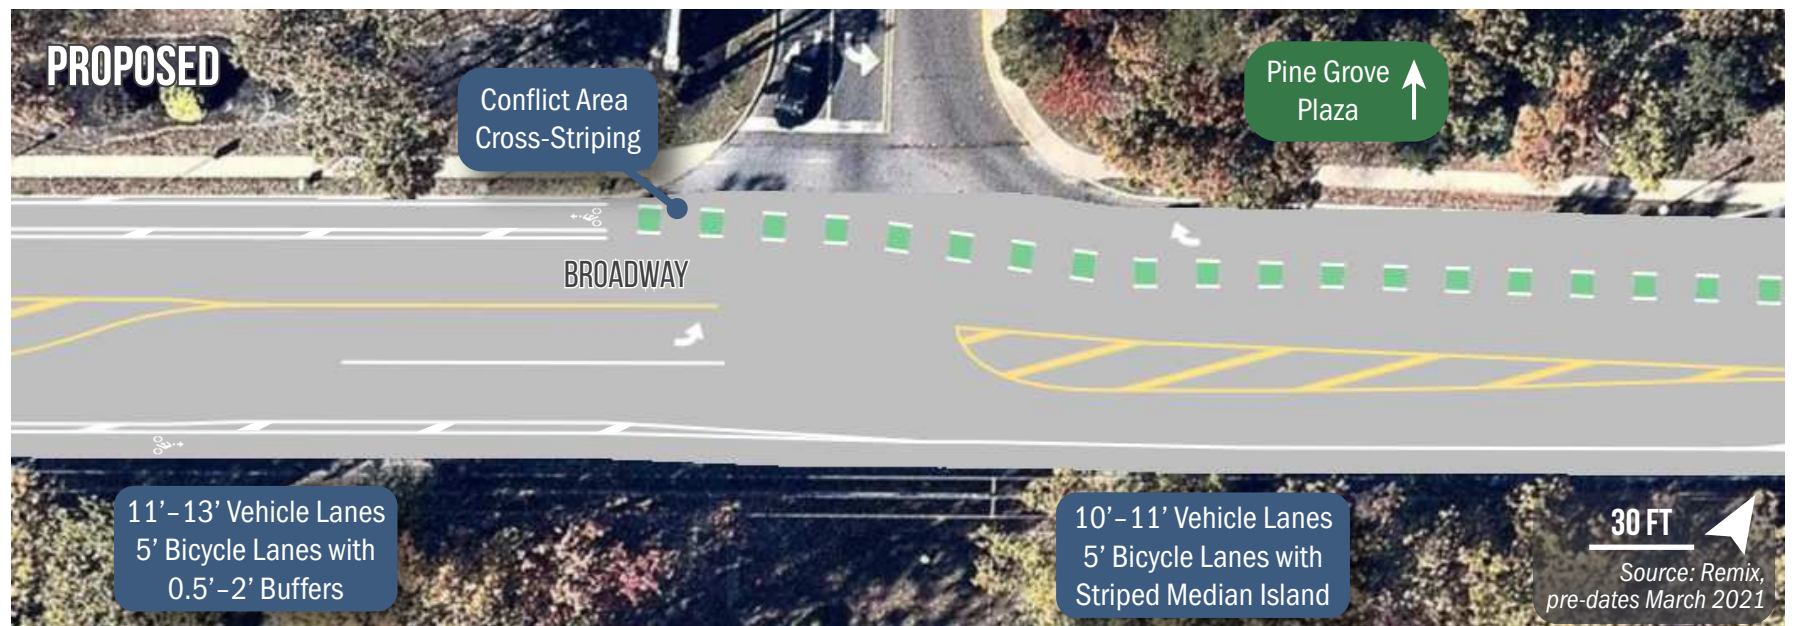 PROPOSED
Conflict Area
Cross-Striping
Pine Grove
Plaza
BROADWAY
11’–13’ Vehicle Lanes
5’ Bicycle Lanes with
0.5’–2’ Buffers
10’–11’ Vehicle Lanes
5’ Bicycle Lanes with
Striped Median Island
30 FT
Source: Remix,
pre-dates March 2021